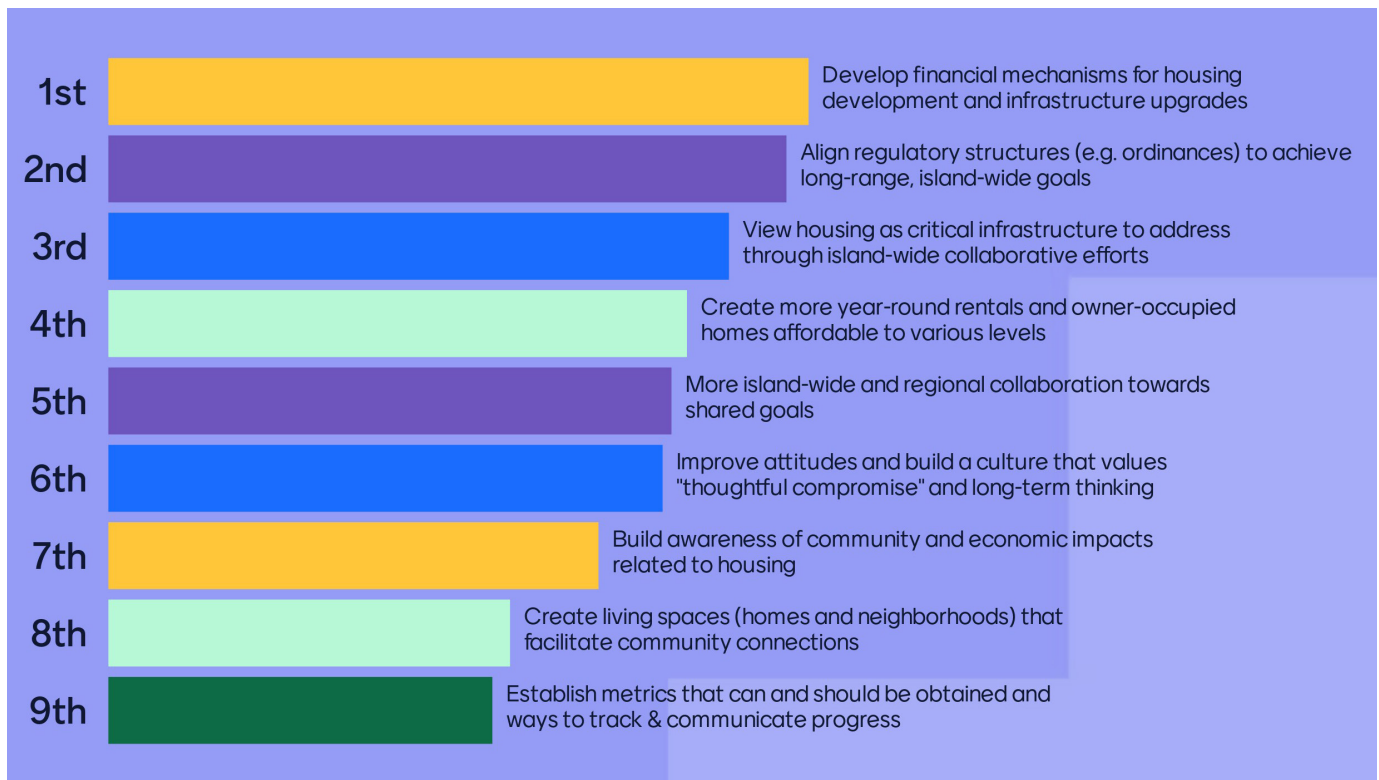 1st
Develop financial mechanisms for housing
development and infrastructure upgrades
2nd
Align regulatory structures (e.g. ordinances) to achieve
long-range, island-wide goals
3rd
View housing as critical infrastructure to address
through island-wide collaborative efforts
4th
Create more year-round rentals and owner-occupied
homes affordable to various levels
5th
More island-wide and regional collaboration towards
shared goals
6th
Improve attitudes and build a culture that values
"thoughtful compromise" and long-term thinking
7th
Build awareness of community and economic impacts
related to housing
8th
Create living spaces (homes and neighborhoods) that
facilitate community connections
9th
Establish metrics that can and should be obtained and
ways to track & communicate progress